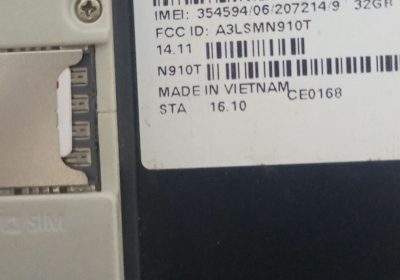 IMEI: 354594/06/207214/9 32GB
FCC ID: A3LSMN910T
14.11
N910T
MADE IN VIETNAM CE0168
STA 16.10
SIM